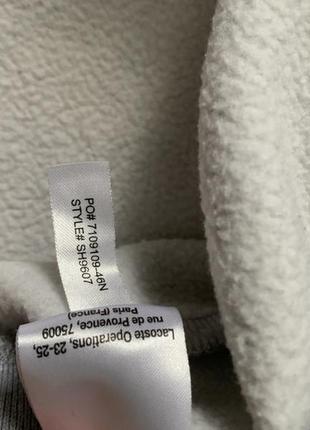 PO# 7109109-46N
STYLE# SH9607
Lacoste Operations, 23-25,
rue de Provence, 75009
Paris (France)